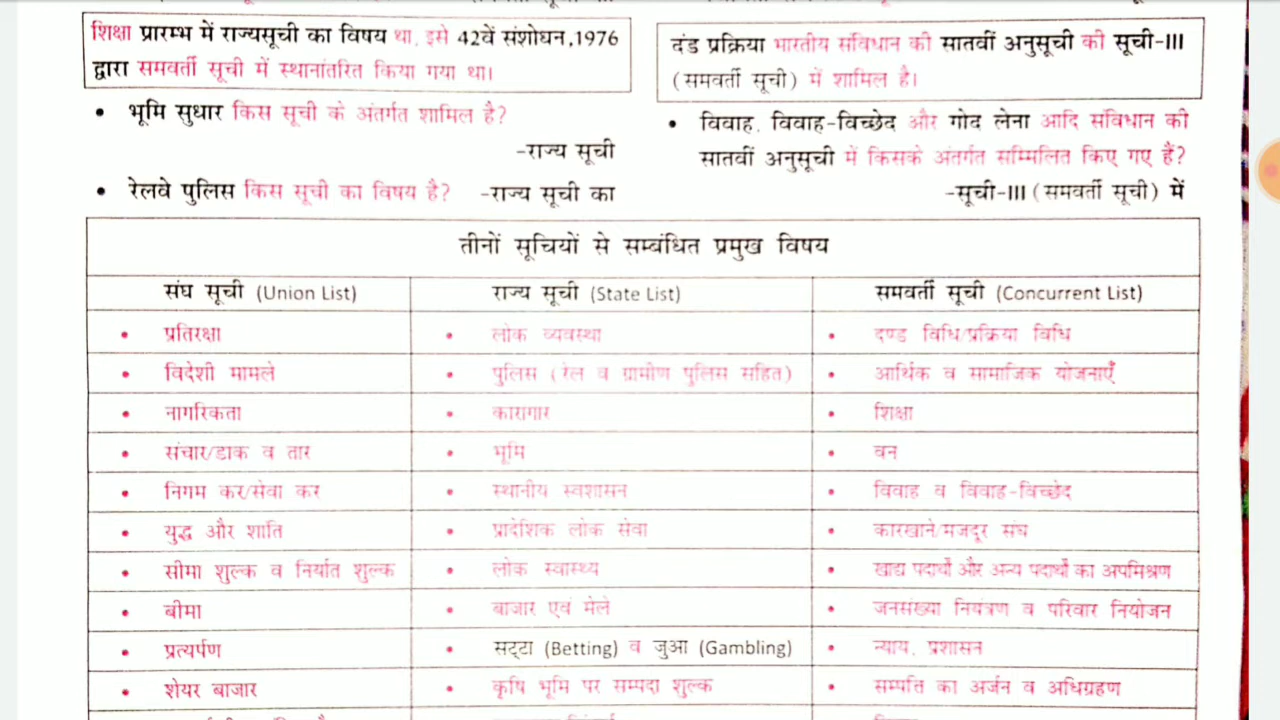 शिक्षा प्रारम्भ में राज्यसूची का विषय था, इसे 42वें संशोधन,1976
द्वारा समवर्ती सूची में स्थानांतरित किया गया था।
• भूमि सुधार किस सूची के अंतर्गत शामिल है?
-राज्य सूची
• रेलवे पुलिस किस सूची का विषय है? -राज्य सूची का
दंड प्रक्रिया भारतीय संविधान की सातवीं अनुसूची की सूची-III
(समवर्ती सूची) में शामिल है।
• विवाह, विवाह-विच्छेद और गोद लेना आदि संविधान की
सातवीं अनुसूची में किसके अंतर्गत सम्मिलित किए गए हैं?
-सूची-III (समवर्ती सूची) में
तीनों सूचियों से सम्बंधित प्रमुख विषय
संघ सूची (Union List) राज्य सूची (State List) समवर्ती सूची (Concurrent List)
• प्रतिरक्षा • लोक व्यवस्था • दण्ड विधि/प्रक्रिया विधि
• विदेशी मामले • पुलिस (रेल व ग्रामीण पुलिस सहित) • आर्थिक व सामाजिक योजनाएँ
• नागरिकता • कारागार • शिक्षा
• संचार/डाक व तार • भूमि • वन
• निगम कर/सेवा कर • स्थानीय स्वशासन • विवाह व विवाह-विच्छेद
• युद्ध और शांति • प्रादेशिक लोक सेवा • कारखाने/मजदूर संघ
• सीमा शुल्क व निर्यात शुल्क • लोक स्वास्थ्य • खाद्य पदार्थों और अन्य पदार्थों का अपमिश्रण
• बीमा • बाजार एवं मेले • जनसंख्या नियंत्रण व परिवार नियोजन
• प्रत्यर्पण • सट्टा (Betting) व जुआ (Gambling) • न्याय, प्रशासन
• शेयर बाजार • कृषि भूमि पर सम्पदा शुल्क • सम्पत्ति का अर्जन व अधिग्रहण